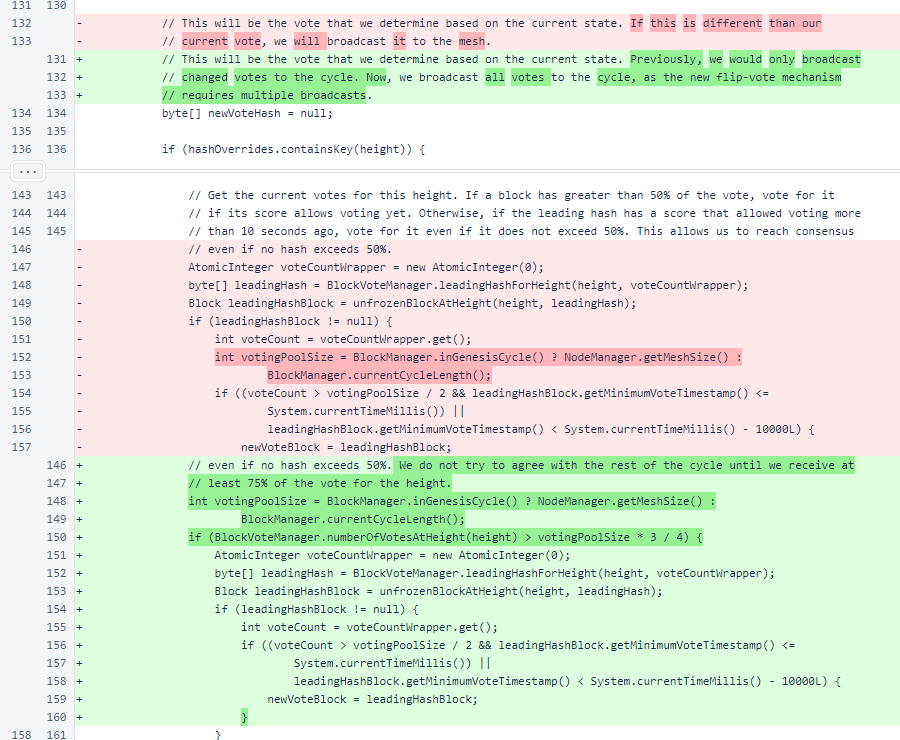 131 130
132 - // This will be the vote that we determine based on the current state. If this is different than our
133 - // current vote, we will broadcast it to the mesh.
131 + // This will be the vote that we determine based on the current state. Previously, we would only broadcast
132 + // changed votes to the cycle. Now, we broadcast all votes to the cycle, as the new flip-vote mechanism
133 + // requires multiple broadcasts.
134 134 byte[] newVoteHash = null;
135 135
136 136 if (hashOverrides.containsKey(height)) {
...
143 143 // Get the current votes for this height. If a block has greater than 50% of the vote, vote for it
144 144 // if its score allows voting yet. Otherwise, if the leading hash has a score that allowed voting more
145 145 // than 10 seconds ago, vote for it even if it does not exceed 50%. This allows us to reach consensus
146 - // even if no hash exceeds 50%.
147 - AtomicInteger voteCountWrapper = new AtomicInteger(0);
148 - byte[] leadingHash = BlockVoteManager.leadingHashForHeight(height, voteCountWrapper);
149 - Block leadingHashBlock = unfrozenBlockAtHeight(height, leadingHash);
150 - if (leadingHashBlock != null) {
151 - int voteCount = voteCountWrapper.get();
152 - int votingPoolSize = BlockManager.inGenesisCycle() ? NodeManager.getMeshSize() :
153 - BlockManager.currentCycleLength();
154 - if ((voteCount > votingPoolSize / 2 && leadingHashBlock.getMinimumVoteTimestamp() <=
155 - System.currentTimeMillis()) ||
156 - leadingHashBlock.getMinimumVoteTimestamp() < System.currentTimeMillis() - 10000L) {
157 - newVoteBlock = leadingHashBlock;
146 + // even if no hash exceeds 50%. We do not try to agree with the rest of the cycle until we receive at
147 + // least 75% of the vote for the height.
148 + int votingPoolSize = BlockManager.inGenesisCycle() ? NodeManager.getMeshSize() :
149 + BlockManager.currentCycleLength();
150 + if (BlockVoteManager.numberOfVotesAtHeight(height) > votingPoolSize * 3 / 4) {
151 + AtomicInteger voteCountWrapper = new AtomicInteger(0);
152 + byte[] leadingHash = BlockVoteManager.leadingHashForHeight(height, voteCountWrapper);
153 + Block leadingHashBlock = unfrozenBlockAtHeight(height, leadingHash);
154 + if (leadingHashBlock != null) {
155 + int voteCount = voteCountWrapper.get();
156 + if ((voteCount > votingPoolSize / 2 && leadingHashBlock.getMinimumVoteTimestamp() <=
157 + System.currentTimeMillis()) ||
158 + leadingHashBlock.getMinimumVoteTimestamp() < System.currentTimeMillis() - 10000L) {
159 + newVoteBlock = leadingHashBlock;
160 + }
158 161 }